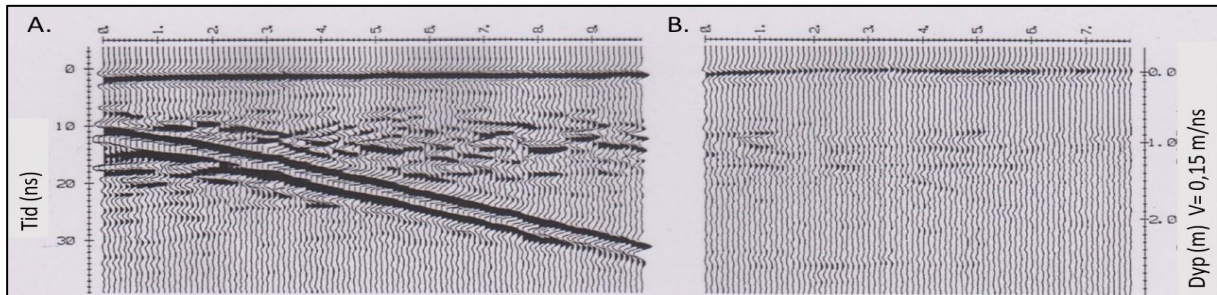 A.
0. 1. 2. 3. 4. 5. 6. 7. 8. 9.
Tid (ns)
0
10
20
30
B.
0. 1. 2. 3. 4. 5. 6. 7.
0.0
1.0
2.0
Dyp (m) V= 0,15 m/ns